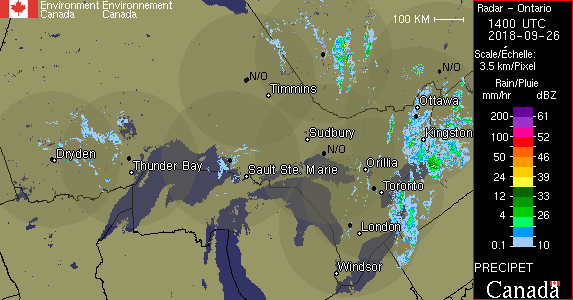 Environment Environnement
Canada Canada
100 KM
N/O
Timmins
Ottawa
Sudbury
Kingston
N/O
Dryden
Thunder Bay
Sault Ste. Marie
Orillia
Toronto
London
Windsor
Radar - Ontario
1400 UTC
2018-09-26
Scale/Échelle:
3.5 km/Pixel
Rain/Pluie
mm/hr dBZ
200 61
100 52
50 46
24 39
12 33
4 26
0.1 10
N/O
PRECIPET
Canada